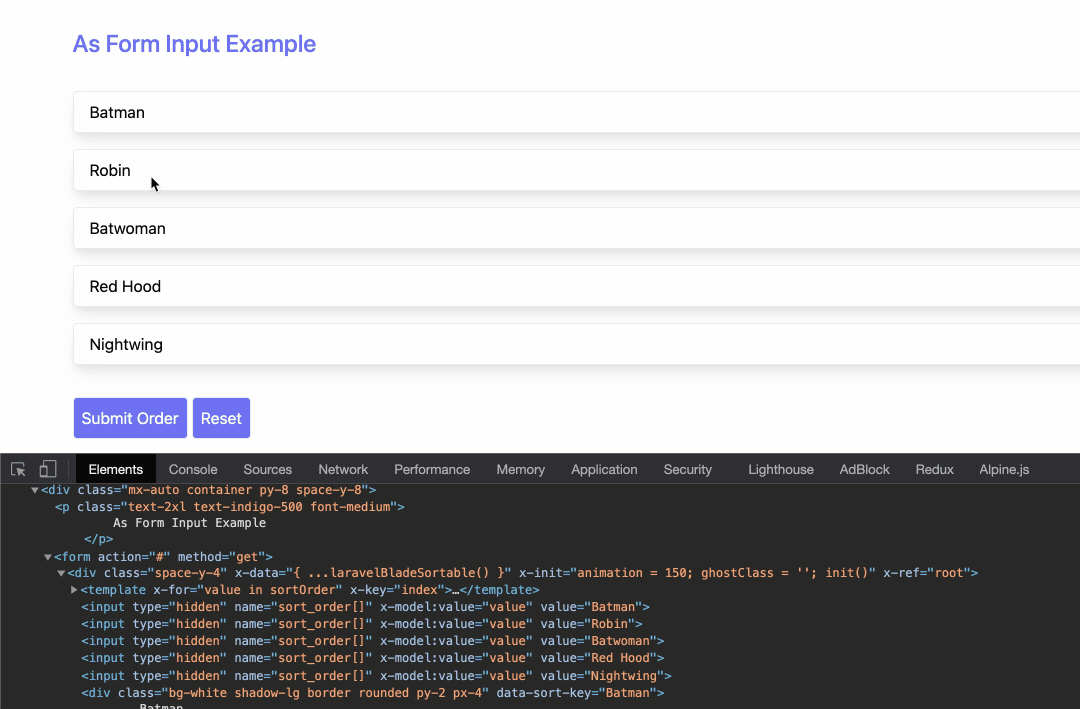 As Form Input Example
Batman
Robin
Batwoman
Red Hood
Nightwing
Submit Order Reset
Elements Console Sources Network Performance Memory Application Security Lighthouse AdBlock Redux Alpine.js
<div class="mx-auto container py-8 space-y-8">
<p class="text-2xl text-indigo-500 font-medium">
As Form Input Example
</p>
<form action="#" method="get">
<div class="space-y-4" x-data="{ ...laravelBladeSortable() }" x-init="animation = 150; ghostClass = ''; init()" x-ref="root">
<template x-for="value in sortOrder" x-key="index">…</template>
<input type="hidden" name="sort_order[]" x-model:value="value" value="Batman">
<input type="hidden" name="sort_order[]" x-model:value="value" value="Robin">
<input type="hidden" name="sort_order[]" x-model:value="value" value="Batwoman">
<input type="hidden" name="sort_order[]" x-model:value="value" value="Red Hood">
<input type="hidden" name="sort_order[]" x-model:value="value" value="Nightwing">
<div class="bg-white shadow-lg border rounded py-2 px-4" data-sort-key="Batman">
Batman